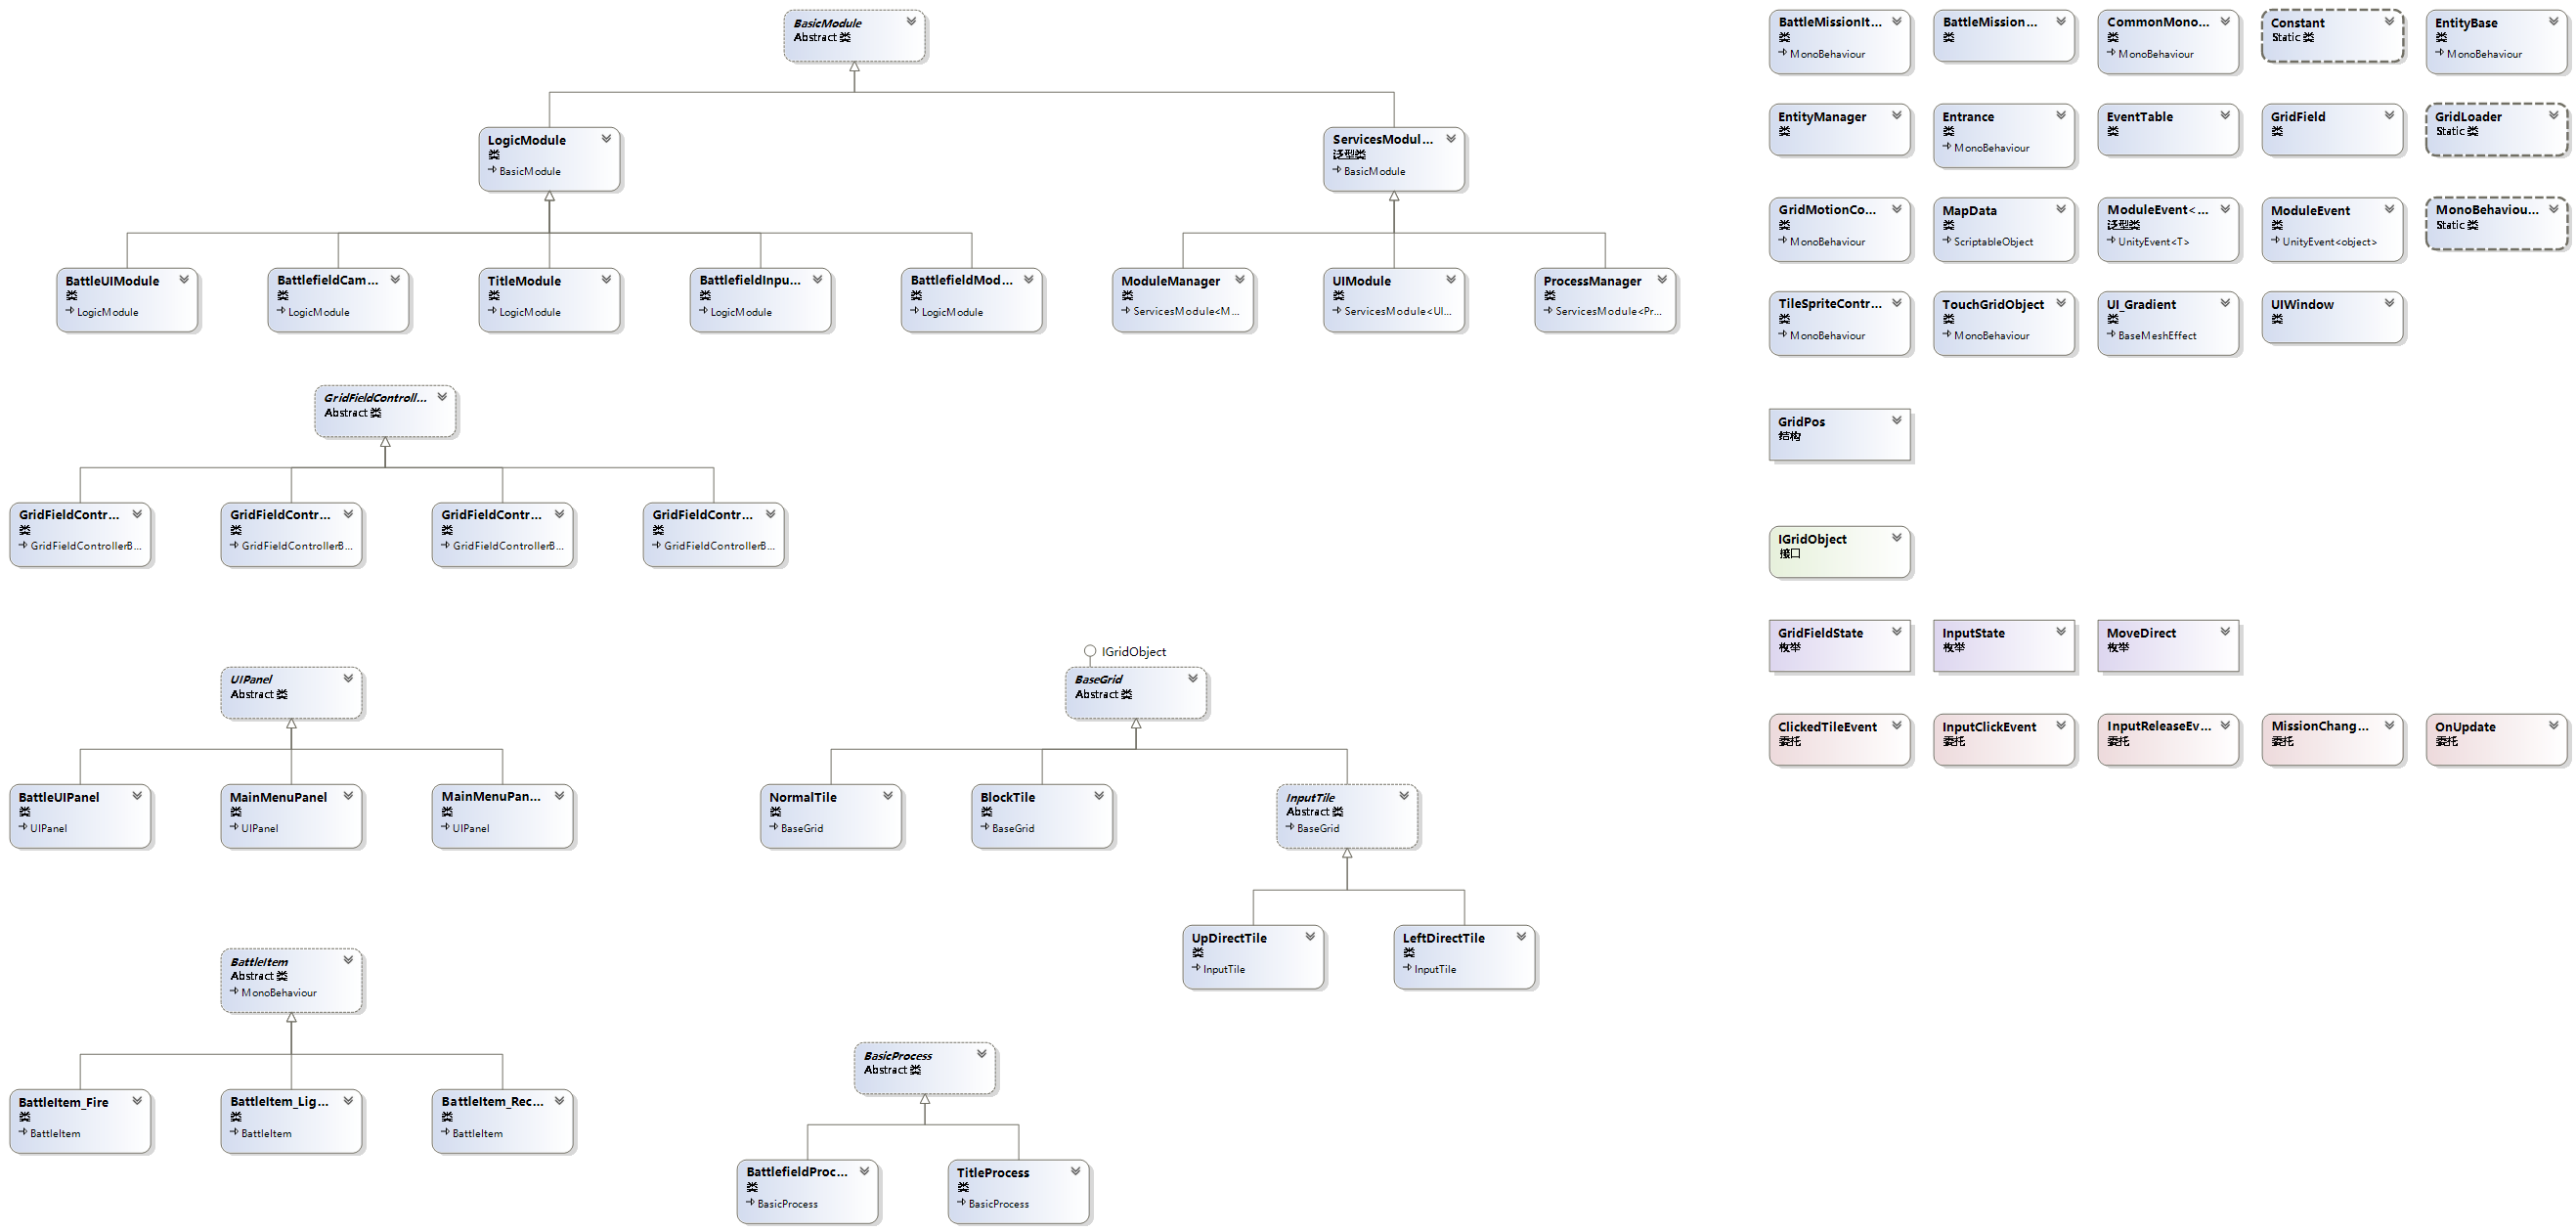 BasicModule
Abstract 类
LogicModule
类
BasicModule
ServicesModul...
泛型类
BasicModule
BattleUIModule
类
LogicModule
BattlefieldCam...
类
LogicModule
TitleModule
类
LogicModule
BattlefieldInpu...
类
LogicModule
BattlefieldMod...
类
LogicModule
ModuleManager
类
ServicesModule<M...
UIModule
类
ServicesModule<UI...
ProcessManager
类
ServicesModule<Pr...
GridFieldControll...
Abstract 类
GridFieldContr...
类
GridFieldControllerB...
GridFieldContr...
类
GridFieldControllerB...
GridFieldContr...
类
GridFieldControllerB...
GridFieldContr...
类
GridFieldControllerB...
UIPanel
Abstract 类
BattleUIPanel
类
UIPanel
MainMenuPanel
类
UIPanel
MainMenuPan...
类
UIPanel
IGridObject
BaseGrid
Abstract 类
NormalTile
类
BaseGrid
BlockTile
类
BaseGrid
InputTile
Abstract 类
BaseGrid
UpDirectTile
类
InputTile
LeftDirectTile
类
InputTile
BattleItem
Abstract 类
MonoBehaviour
BattleItem_Fire
类
BattleItem
BattleItem_Lig...
类
BattleItem
BattleItem_Rec...
类
BattleItem
BasicProcess
Abstract 类
BattlefieldProc...
类
BasicProcess
TitleProcess
类
BasicProcess
BattleMissionIt...
类
MonoBehaviour
BattleMission...
类
CommonMono...
类
MonoBehaviour
Constant
Static 类
EntityBase
类
MonoBehaviour
EntityManager
类
Entrance
类
MonoBehaviour
EventTable
类
GridField
类
GridLoader
Static 类
GridMotionCo...
类
MonoBehaviour
MapData
类
ScriptableObject
ModuleEvent<...
泛型类
UnityEvent<T>
ModuleEvent
类
UnityEvent<object>
MonoBehaviou...
Static 类
TileSpriteContr...
类
MonoBehaviour
TouchGridObject
类
MonoBehaviour
UI_Gradient
类
BaseMeshEffect
UIWindow
类
GridPos
结构
IGridObject
接口
GridFieldState
枚举
InputState
枚举
MoveDirect
枚举
ClickedTileEvent
委托
InputClickEvent
委托
InputReleaseEv...
委托
MissionChang...
委托
OnUpdate
委托